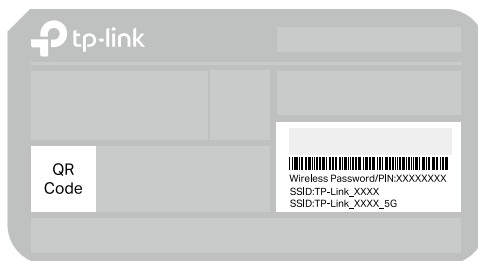 tp-link
QR
Code
Wireless Password/PIN:XXXXXXXX
SSID:TP-Link_XXXX
SSID:TP-Link_XXXX_5G